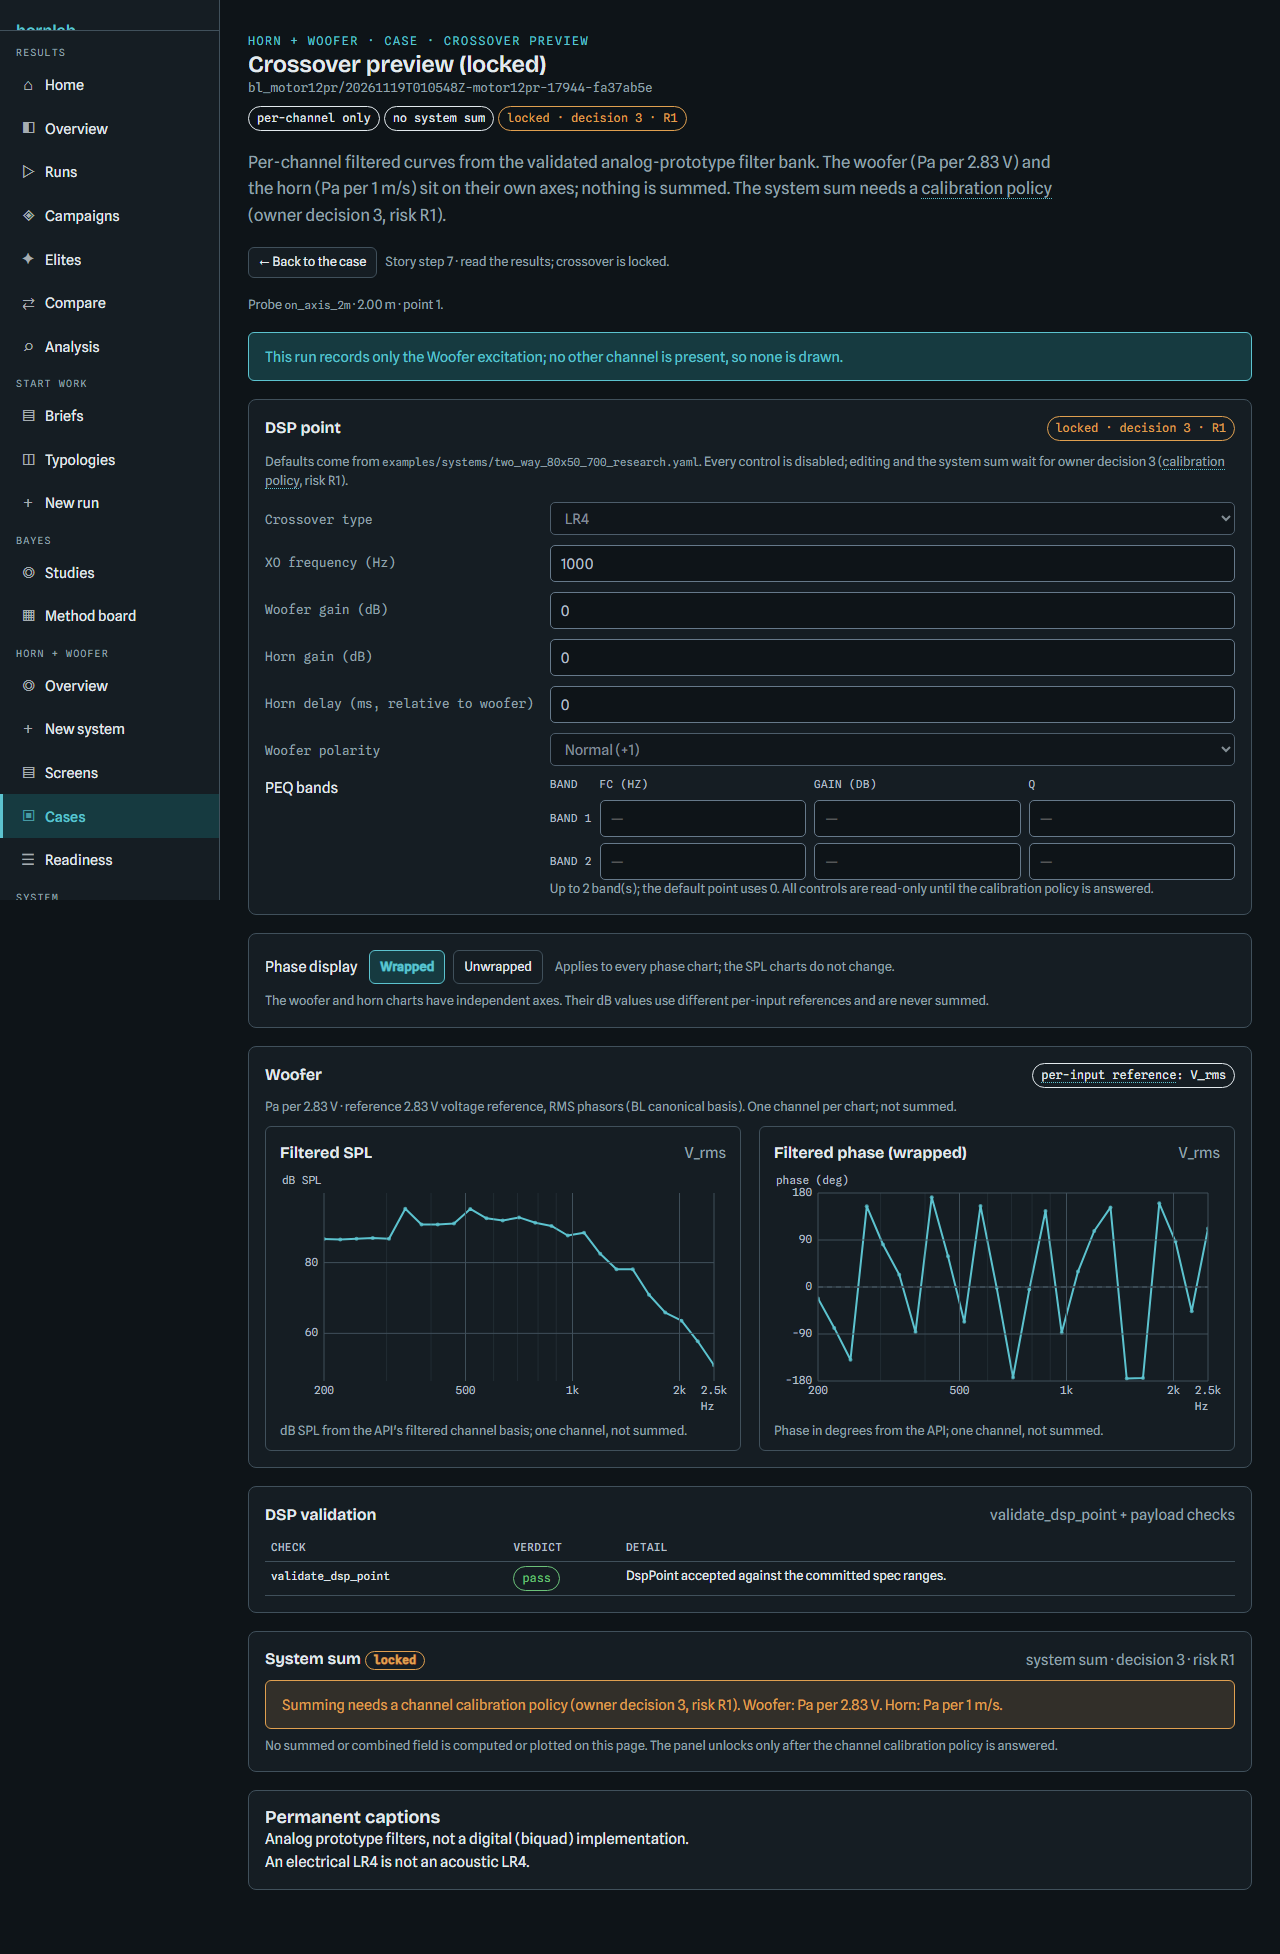 RESULTS
Home
Overview
Runs
Campaigns
Elites
Compare
Analysis
START WORK
Briefs
Typologies
New run
BAYES
Studies
Method board
HORN + WOOFER
Overview
New system
Screens
Cases
Readiness
SYSTEM
HORN + WOOFER · CASE · CROSSOVER PREVIEW
Crossover preview (locked)
bl_motor12pr/20261119T010548Z-motor12pr-17944-fa37ab5e
per-channel only
no system sum
locked · decision 3 · R1
Per-channel filtered curves from the validated analog-prototype filter bank. The woofer (Pa per 2.83 V) and
the horn (Pa per 1 m/s) sit on their own axes; nothing is summed. The system sum needs a calibration policy
(owner decision 3, risk R1).
← Back to the case
Story step 7 · read the results; crossover is locked.
Probe on_axis_2m · 2.00 m · point 1.
This run records only the Woofer excitation; no other channel is present, so none is drawn.
DSP point
locked · decision 3 · R1
Defaults come from examples/systems/two_way_80x50_700_research.yaml. Every control is disabled; editing and the system sum wait for owner decision 3 (calibration
policy, risk R1).
Crossover type
LR4
XO frequency (Hz)
1000
Woofer gain (dB)
0
Horn gain (dB)
0
Horn delay (ms, relative to woofer)
0
Woofer polarity
Normal (+1)
PEQ bands
BAND FC (HZ) GAIN (DB) Q
BAND 1 — — —
BAND 2 — — —
Up to 2 band(s); the default point uses 0. All controls are read-only until the calibration policy is answered.
Phase display
Wrapped
Unwrapped
Applies to every phase chart; the SPL charts do not change.
The woofer and horn charts have independent axes. Their dB values use different per-input references and are never summed.
Woofer
per-input reference: V_rms
Pa per 2.83 V · reference 2.83 V voltage reference, RMS phasors (BL canonical basis). One channel per chart; not summed.
Filtered SPL
V_rms
dB SPL
80
60
200 500 1k 2k 2.5k
Hz
dB SPL from the API's filtered channel basis; one channel, not summed.
Filtered phase (wrapped)
V_rms
phase (deg)
180
90
0
-90
-180
200 500 1k 2k 2.5k
Hz
Phase in degrees from the API; one channel, not summed.
DSP validation
validate_dsp_point + payload checks
CHECK VERDICT DETAIL
validate_dsp_point pass DspPoint accepted against the committed spec ranges.
System sum
locked
system sum · decision 3 · risk R1
Summing needs a channel calibration policy (owner decision 3, risk R1). Woofer: Pa per 2.83 V. Horn: Pa per 1 m/s.
No summed or combined field is computed or plotted on this page. The panel unlocks only after the channel calibration policy is answered.
Permanent captions
Analog prototype filters, not a digital (biquad) implementation.
An electrical LR4 is not an acoustic LR4.